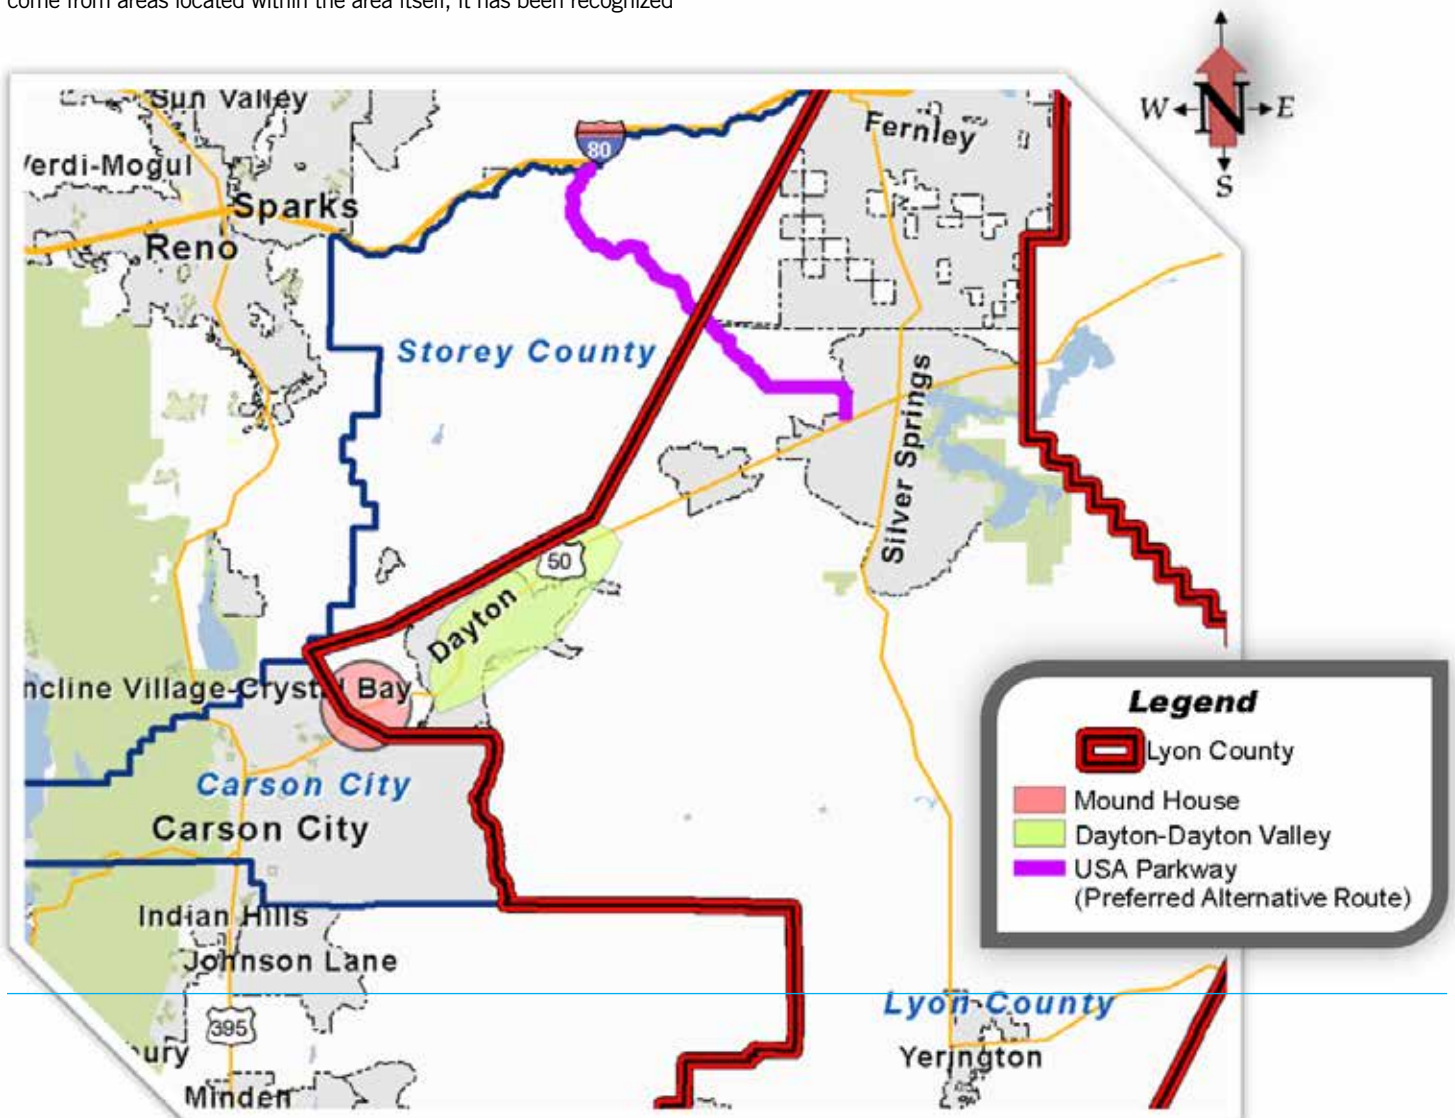 come from areas located within the area itself, it has been recognized
N
W
E
S
Sun Valley
Fernley
80
Verdi-Mogul
Sparks
Reno
Storey County
Silver Springs
50
Dayton
ncline Village-Crystal Bay
Carson City
Carson City
Indian Hills
Johnson Lane
395
bury
Minden
Lyon County
Yerington
Legend
Lyon County
Mound House
Dayton-Dayton Valley
USA Parkway
(Preferred Alternative Route)